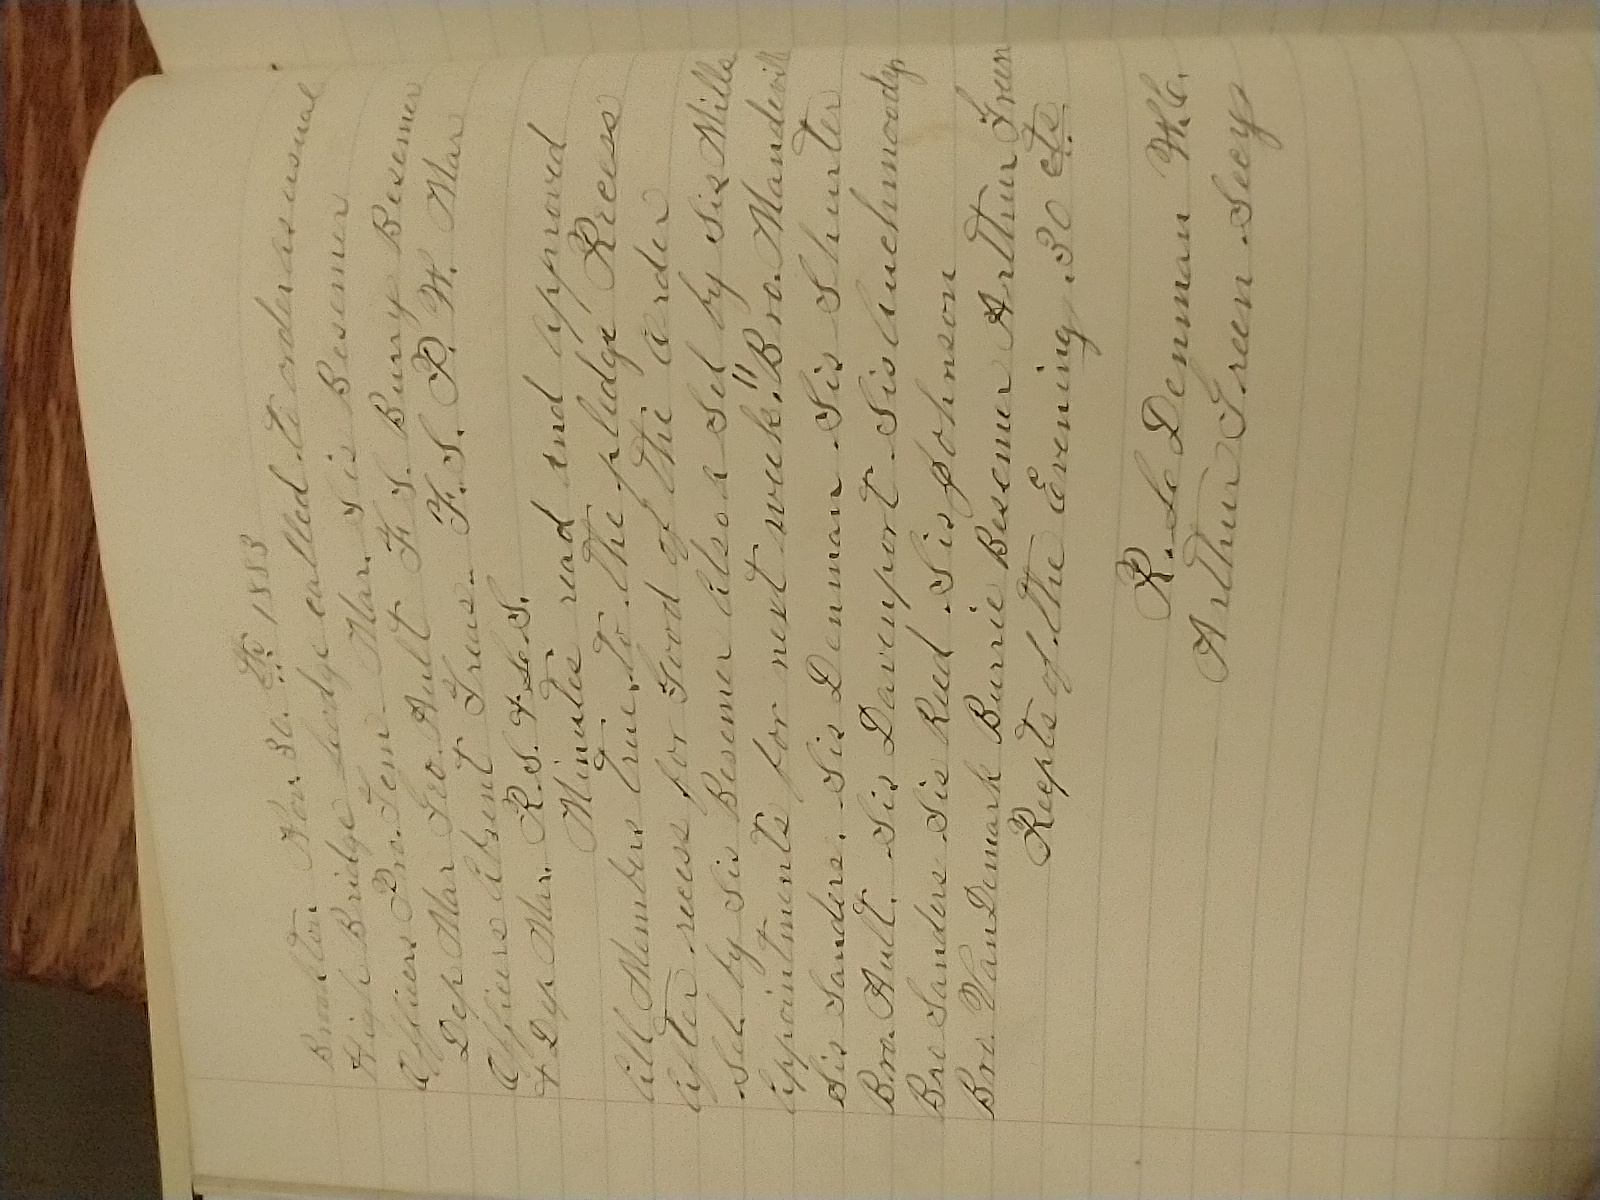 Brookton Nov. 30.th 1883
High Bridge Lodge called to order as usual
Officers Pro. Tem - Mar. Sis Besemer
Dep Mar Geo. Ault F S. Burry Besemer
Officers Absent Treas.. F. S. P. W. Mar
+ Dep Mar. R. S. + L. S.
Minutes read and approved
All Members true to the pledge Recess
After recess for Good of the Order
Sel. by Sis Besemer also a Sel by Sis Mills
Appointments for next week." Bro. Mandevill
Sis Sanders. Sis Denman Sis Shurter
Bro. Ault. Sis Davenport Sis Auchmoody
Bro Sanders Sis Reed Sis Johnson
Bro. VanDemark Burrie Besemer Arthur Green
Recpts of the Evening .30 cts
R. L Denman W.C.
Arthur Green Secy